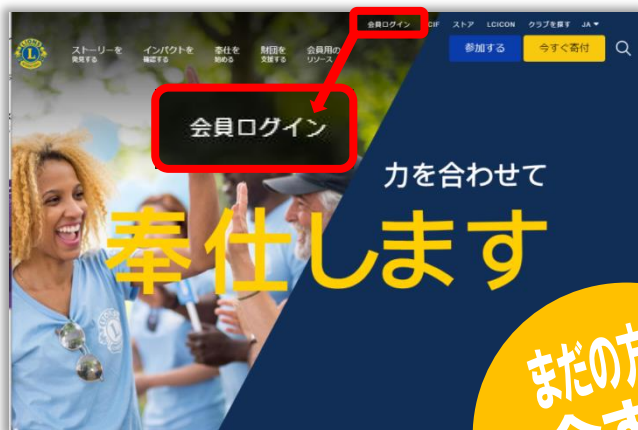 会員ログイン CIF ストア LCICON クラブを探す JA
ストーリーを
発見する
インパクトを
確認する
奉仕を
始める
財団を
支援する
会員用の
リソース
参加する 今すぐ寄付
会員ログイン
力を合わせて
奉仕します
まだの方